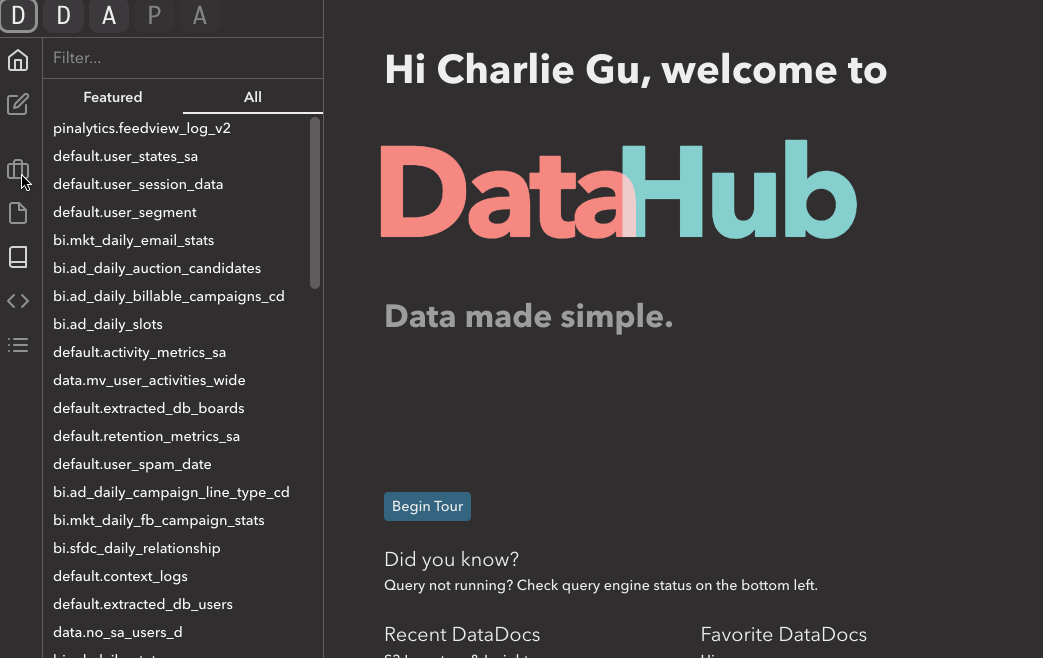 D D A P A
Filter...
Featured All
pinalytics.feedview_log_v2
default.user_states_sa
default.user_session_data
default.user_segment
bi.mkt_daily_email_stats
bi.ad_daily_auction_candidates
bi.ad_daily_billable_campaigns_cd
bi.ad_daily_slots
default.activity_metrics_sa
data.mv_user_activities_wide
default.extracted_db_boards
default.retention_metrics_sa
default.user_spam_date
bi.ad_daily_campaign_line_type_cd
bi.mkt_daily_fb_campaign_stats
bi.sfdc_daily_relationship
default.context_logs
default.extracted_db_users
data.no_sa_users_d
Hi Charlie Gu, welcome to
DataHub
Data made simple.
Begin Tour
Did you know?
Query not running? Check query engine status on the bottom left.
Recent DataDocs
Favorite DataDocs